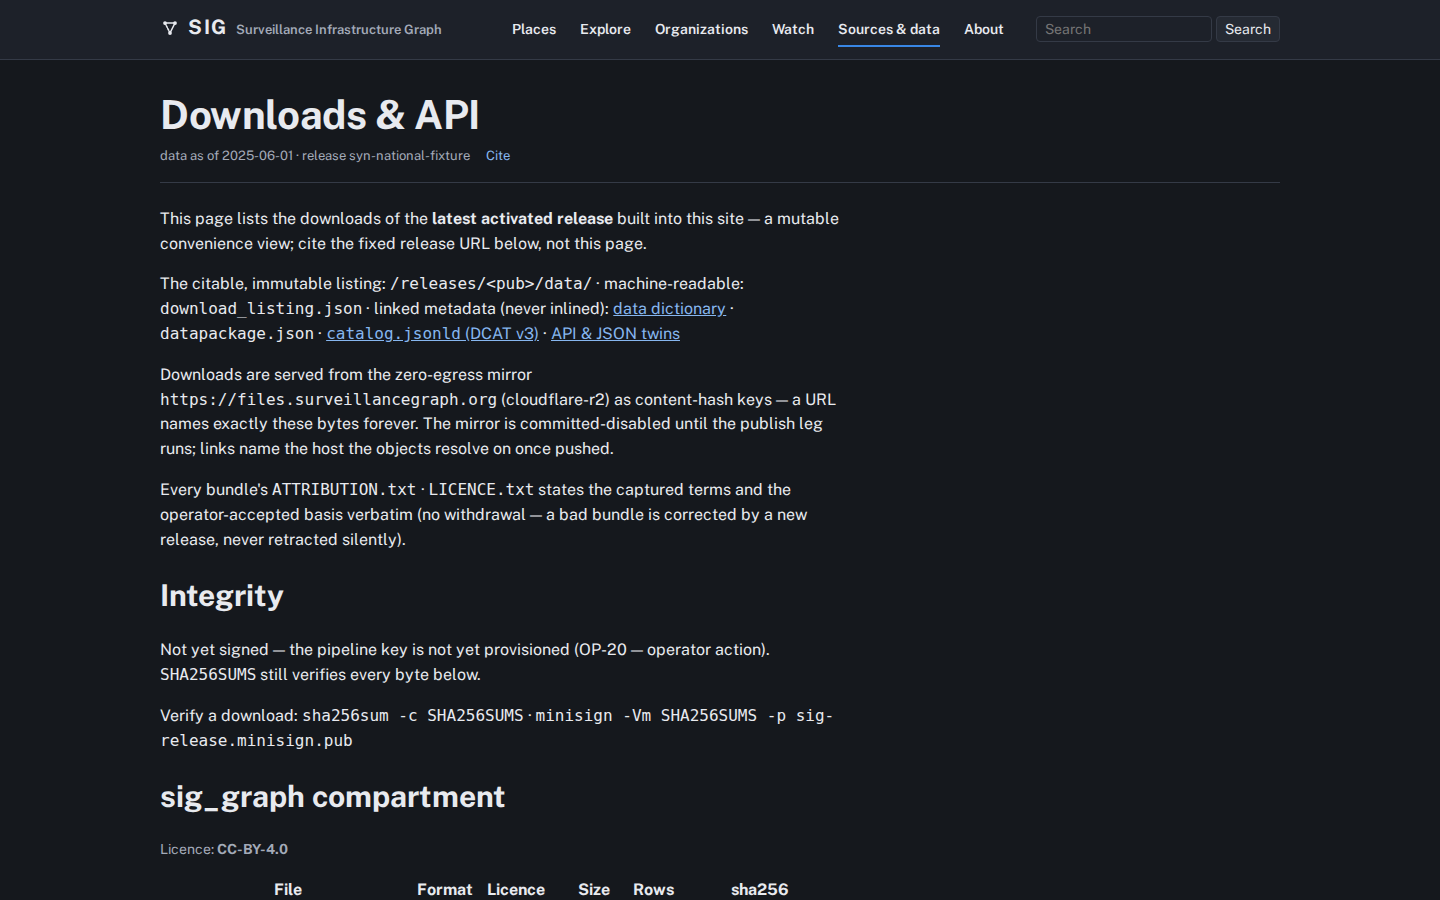 SIG Surveillance Infrastructure Graph Places Explore Organizations Watch Sources & data About Search Search
Downloads & API
data as of 2025-06-01 · release syn-national-fixture Cite
This page lists the downloads of the latest activated release built into this site — a mutable
convenience view; cite the fixed release URL below, not this page.
The citable, immutable listing: /releases/<pub>/data/ · machine-readable:
download_listing.json · linked metadata (never inlined): data dictionary ·
datapackage.json · catalog.jsonld (DCAT v3) · API & JSON twins
Downloads are served from the zero-egress mirror
https://files.surveillancegraph.org (cloudflare-r2) as content-hash keys — a URL
names exactly these bytes forever. The mirror is committed-disabled until the publish leg
runs; links name the host the objects resolve on once pushed.
Every bundle's ATTRIBUTION.txt · LICENCE.txt states the captured terms and the
operator-accepted basis verbatim (no withdrawal — a bad bundle is corrected by a new
release, never retracted silently).
Integrity
Not yet signed — the pipeline key is not yet provisioned (OP-20 — operator action).
SHA256SUMS still verifies every byte below.
Verify a download: sha256sum -c SHA256SUMS · minisign -Vm SHA256SUMS -p sig-
release.minisign.pub
sig_graph compartment
Licence: CC-BY-4.0
File Format Licence Size Rows sha256